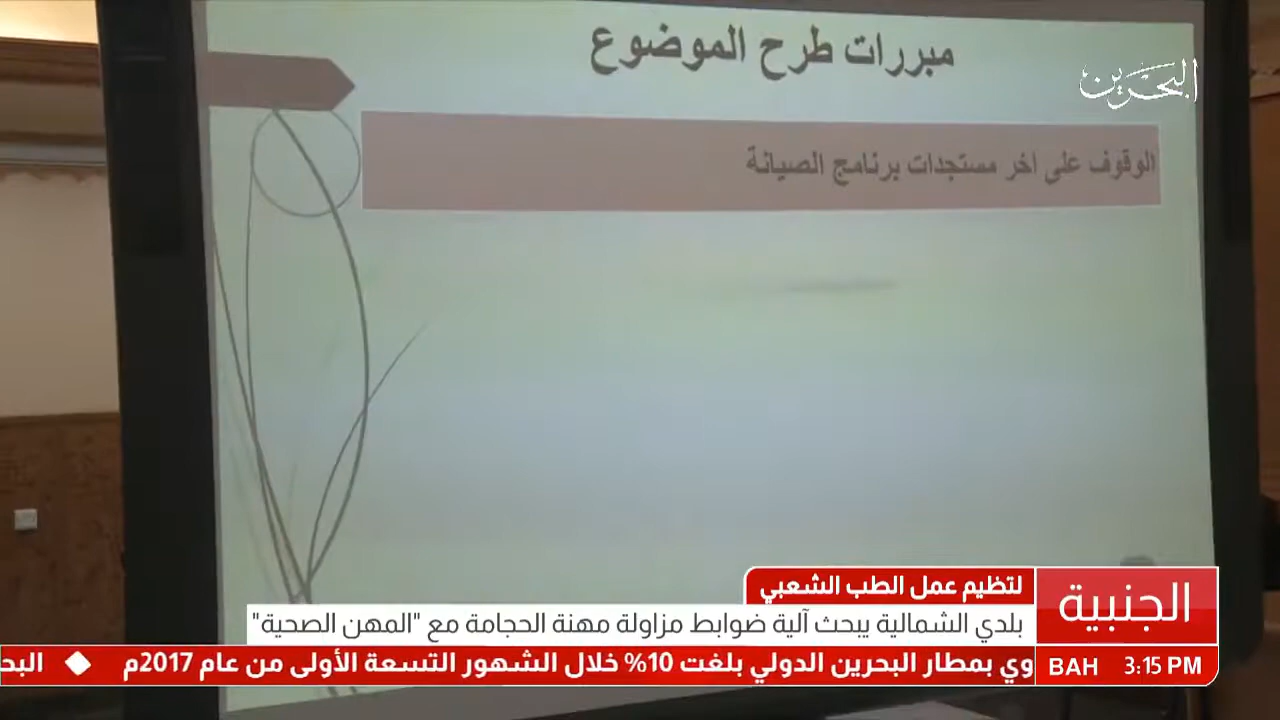 مبررات طرح الموضوع
البحرين
الوقوف على اخر مستجدات برنامج الصيانة
لتظيم عمل الطب الشعبي
الجنبية
بلدي الشمالية يبحث آلية ضوابط مزاولة مهنة الحجامة مع "المهن الصحية"
وي بمطار البحرين الدولي بلغت 10% خلال الشهور التسعة الأولى من عام 2017م ◆ البح
BAH 3:15 PM